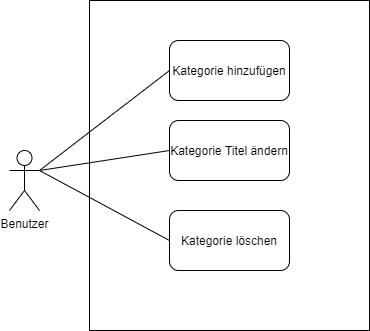 Kategorie hinzufügen
Kategorie Titel ändern
Benutzer
Kategorie löschen